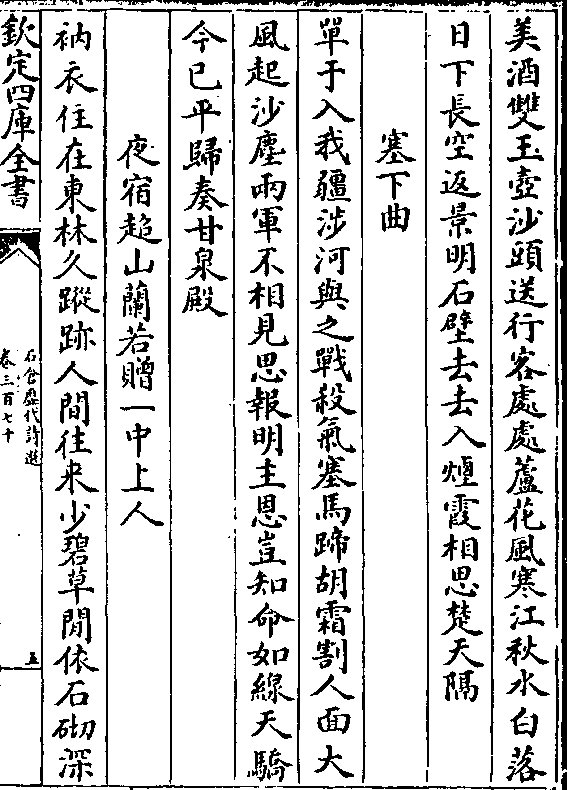 美酒雙玉壺沙頭送行客處處蘆花風寒江秋水白落
日下長空返景明石壁去去入煙霞相思楚天隔
塞下曲
單于入我疆涉河與之戰殺氣塞馬蹄胡霜割人面大
風起沙塵兩軍不相見思報明主恩豈知命如線天驕
今已平歸奏甘泉殿
夜宿超山蘭若贈一中上人
衲衣住在東林久蹤跡人間往来少碧草閒依石砌深
欽定四庫全書
石倉歷代詩選
卷三百七十
五